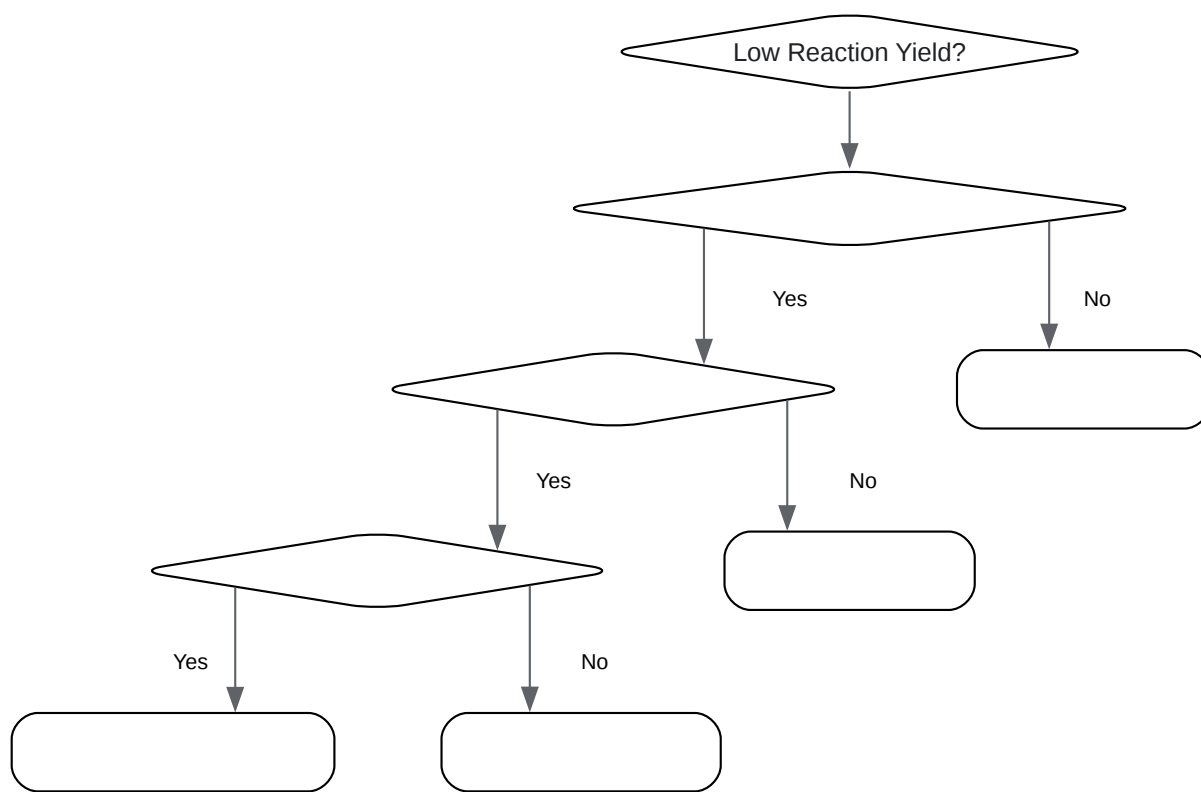 Low Reaction Yield?
Yes
No
Yes
No
Yes
No